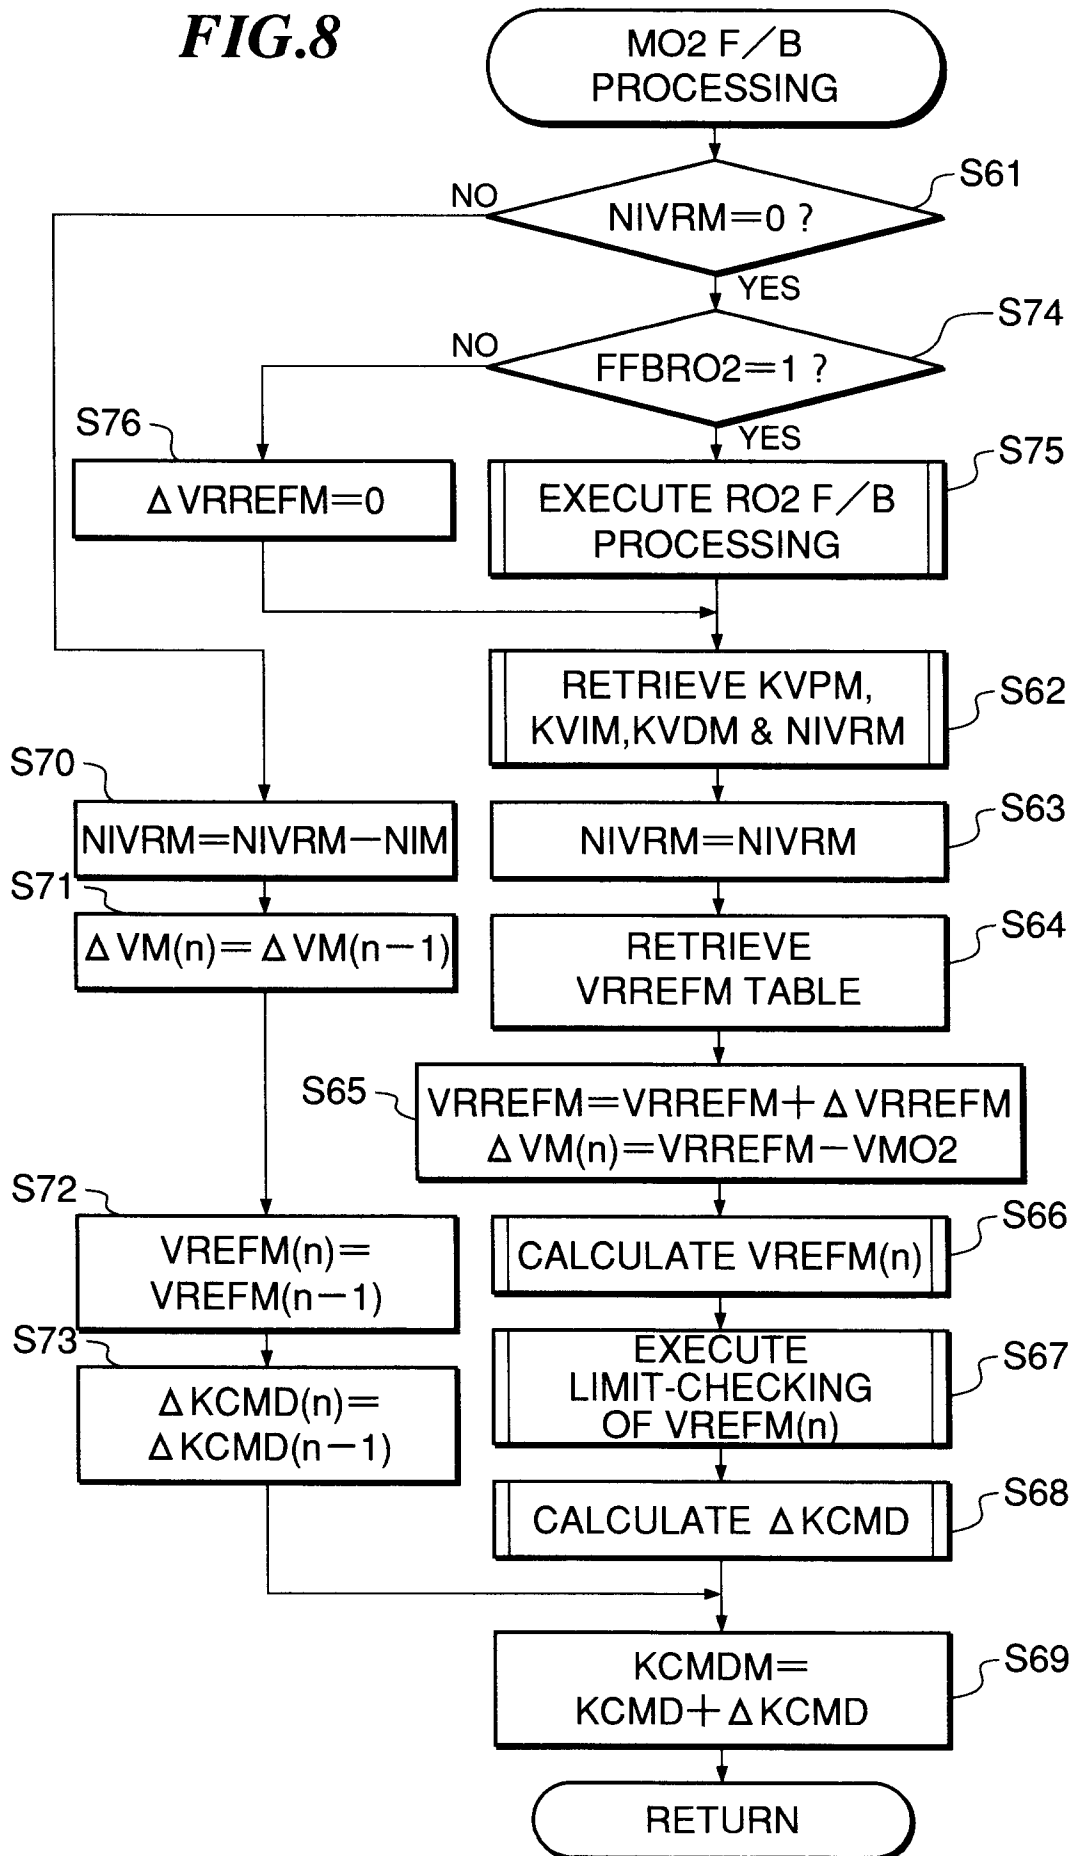 FIG.8
MO2 F/B
PROCESSING
S61
NO
NIVRM=0 ?
YES
S74
NO
FFBRO2=1 ?
YES
S76
ΔVRREFM=0
S75
EXECUTE RO2 F/B
PROCESSING
S62
RETRIEVE KVPM,
KVIM,KVDM & NIVRM
S70
NIVRM=NIVRM−NIM
S63
NIVRM=NIVRM
S71
ΔVM(n)=ΔVM(n−1)
S64
RETRIEVE
VRREFM TABLE
S65
VRREFM=VRREFM+ΔVRREFM
ΔVM(n)=VRREFM−VMO2
S72
VREFM(n)=
VREFM(n−1)
S66
CALCULATE VREFM(n)
S73
ΔKCMD(n)=
ΔKCMD(n−1)
S67
EXECUTE
LIMIT-CHECKING
OF VREFM(n)
S68
CALCULATE ΔKCMD
S69
KCMDM=
KCMD+ΔKCMD
RETURN